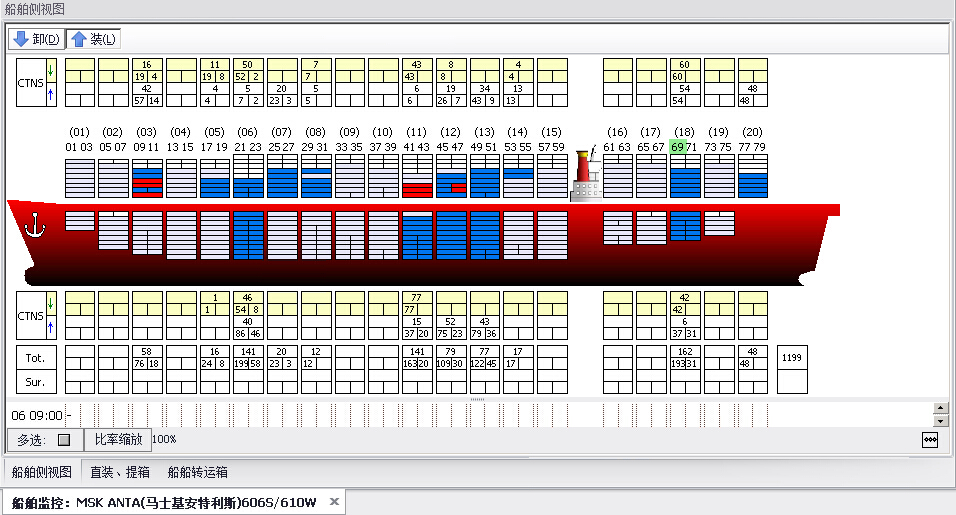 船舶侧视图
卸(D) 装(L)
16 11 50 7 43 8 4 60
CTNS 19 4 19 8 52 2 7 43 8 4 60
42 4 5 20 5 6 19 34 13 54 48
57 14 4 7 2 23 3 5 6 26 7 43 9 13 54 48
(01) (02) (03) (04) (05) (06) (07) (08) (09) (10) (11) (12) (13) (14) (15) (16) (17) (18) (19) (20)
01 03 05 07 09 11 13 15 17 19 21 23 25 27 29 31 33 35 37 39 41 43 45 47 49 51 53 55 57 59 61 63 65 67 69 71 73 75 77 79
1 46 77 42
CTNS 1 54 8 77 42
40 15 52 43 6
86 46 37 20 75 23 79 36 37 31
Tot. 58 16 141 20 12 141 79 77 17 162 48 1199
76 18 24 8 199 58 23 3 12 163 20 109 30 122 45 17 193 31 48
Sur.
06 09:00 -
多选: 比率缩放 100%
船舶侧视图 直装、提箱 船舶转运箱
船舶监控: MSK ANTA(马士基安特利斯)606S/610W